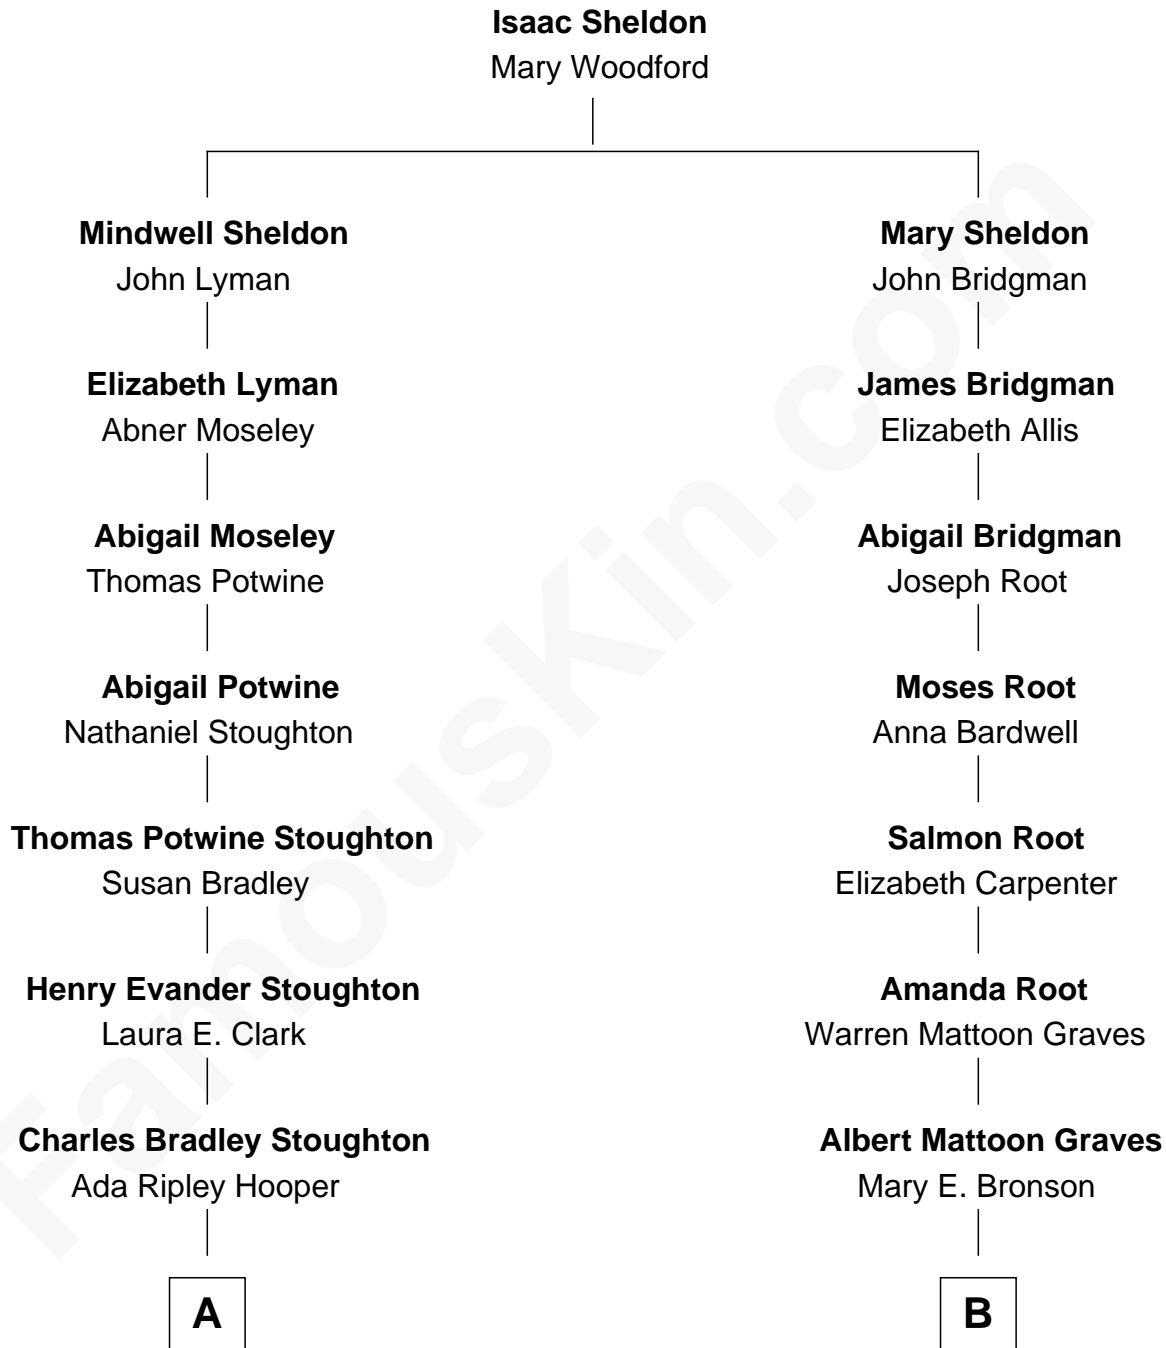 Isaac Sheldon
Mary Woodford
Mindwell Sheldon
John Lyman
Mary Sheldon
John Bridgman
Elizabeth Lyman
Abner Moseley
James Bridgman
Elizabeth Allis
Abigail Moseley
Thomas Potwine
Abigail Bridgman
Joseph Root
Abigail Potwine
Nathaniel Stoughton
Moses Root
Anna Bardwell
Thomas Potwine Stoughton
Susan Bradley
Salmon Root
Elizabeth Carpenter
Henry Evander Stoughton
Laura E. Clark
Amanda Root
Warren Mattoon Graves
Charles Bradley Stoughton
Ada Ripley Hooper
Albert Mattoon Graves
Mary E. Bronson
A
B
FamousKin.com